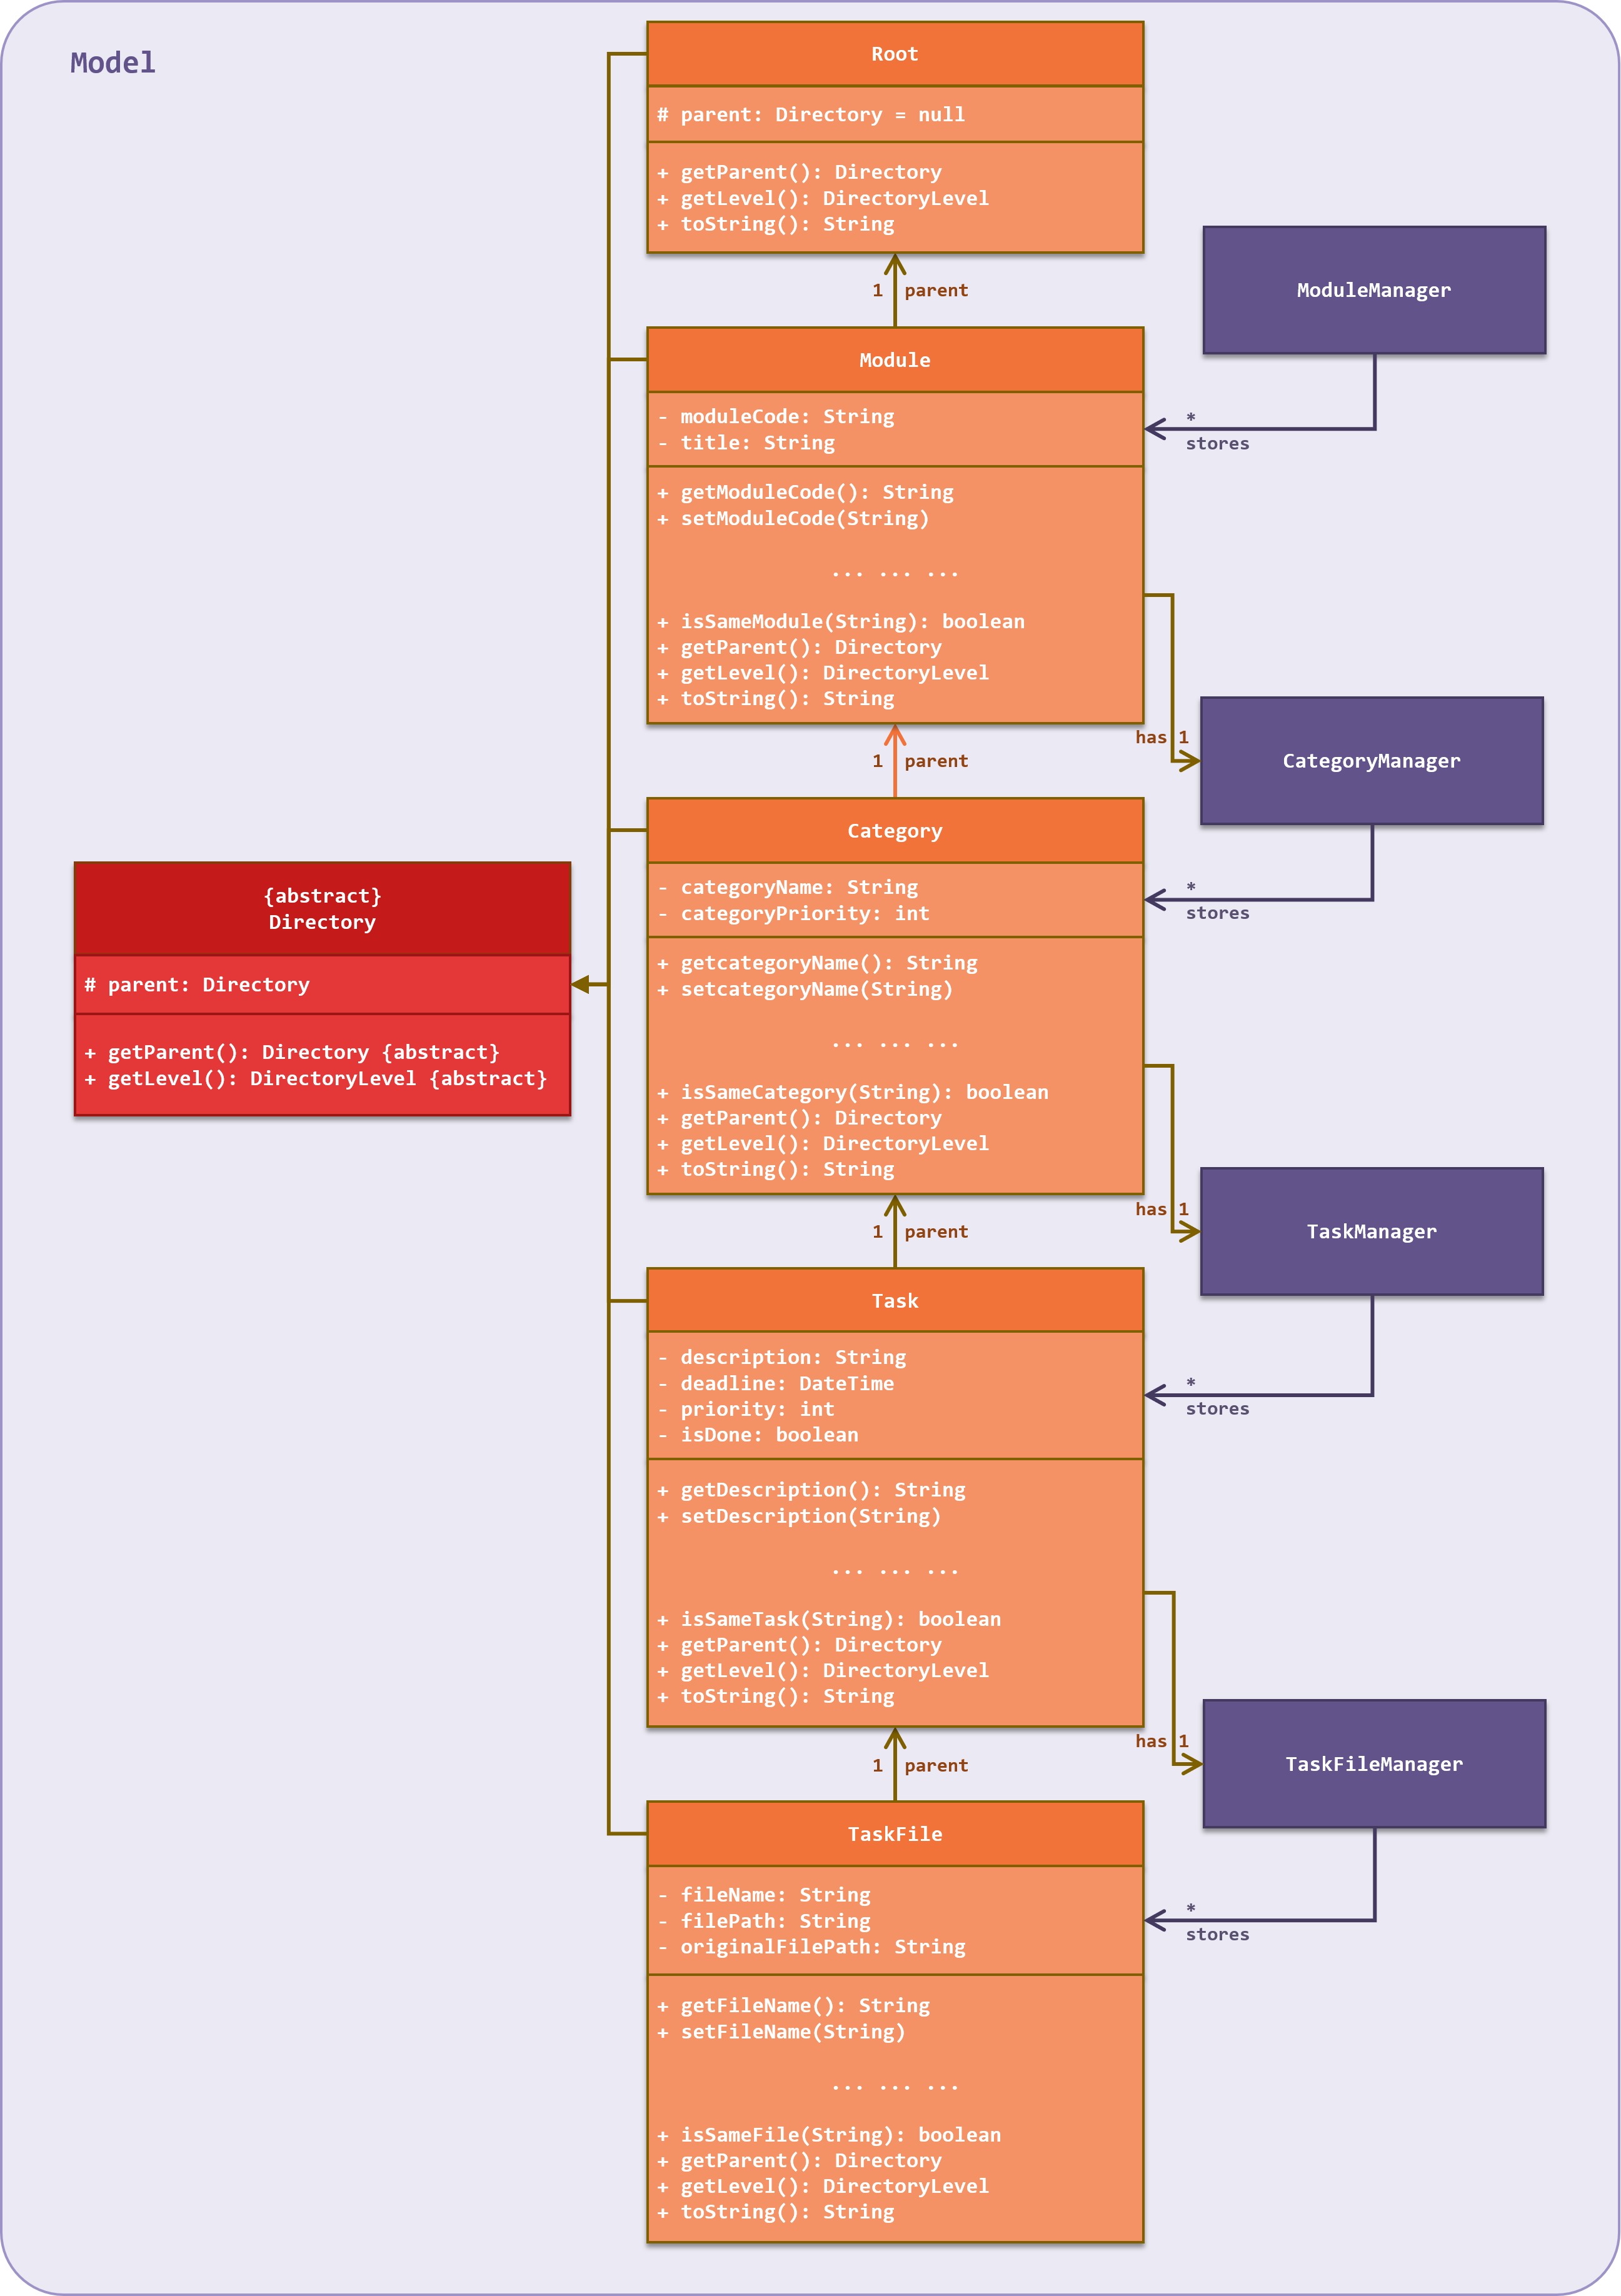 Model
Root
# parent: Directory = null
+ getParent(): Directory
+ getLevel(): DirectoryLevel
+ toString(): String
1 parent
ModuleManager
* stores
Module
- moduleCode: String
- title: String
+ getModuleCode(): String
+ setModuleCode(String)
... ... ...
+ isSameModule(String): boolean
+ getParent(): Directory
+ getLevel(): DirectoryLevel
+ toString(): String
1 parent
has 1
CategoryManager
* stores
Category
- categoryName: String
- categoryPriority: int
+ getcategoryName(): String
+ setcategoryName(String)
... ... ...
+ isSameCategory(String): boolean
+ getParent(): Directory
+ getLevel(): DirectoryLevel
+ toString(): String
{abstract}
Directory
# parent: Directory
+ getParent(): Directory {abstract}
+ getLevel(): DirectoryLevel {abstract}
1 parent
has 1
TaskManager
* stores
Task
- description: String
- deadline: DateTime
- priority: int
- isDone: boolean
+ getDescription(): String
+ setDescription(String)
... ... ...
+ isSameTask(String): boolean
+ getParent(): Directory
+ getLevel(): DirectoryLevel
+ toString(): String
1 parent
has 1
TaskFileManager
* stores
TaskFile
- fileName: String
- filePath: String
- originalFilePath: String
+ getFileName(): String
+ setFileName(String)
... ... ...
+ isSameFile(String): boolean
+ getParent(): Directory
+ getLevel(): DirectoryLevel
+ toString(): String